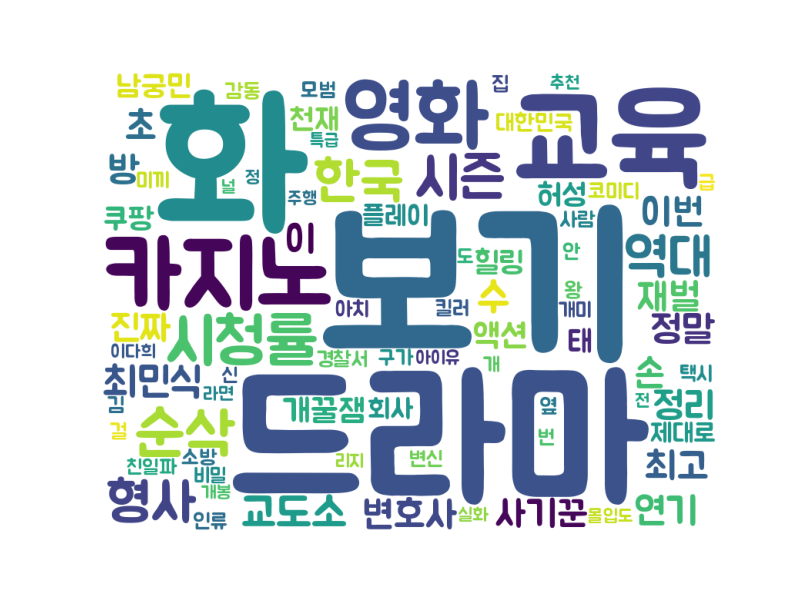 남궁민 감동 모범 집 추천
초 화 천재 영화 대한민국 교육
특급
방 미끼 널 정 주행 한국 시즌 허성 코미디 급
쿠팡 플레이 사람 이번
카지노 이 보기 도 힐링 안 역대
아치 킬러 수 왕 개미 재벌
진짜 시청률 액션 태 정말
이다희 경찰서 구가 아이유 개
최민식 신 드라마 손 택시
김 라면 개꿀잼 회사 옆 전 정리
걸 순삭 번 제대로
친일파 소방 리지 변신 최고
비밀
형사 개봉
인류 교도소 변호사 실화 사기꾼 몰입도 연기